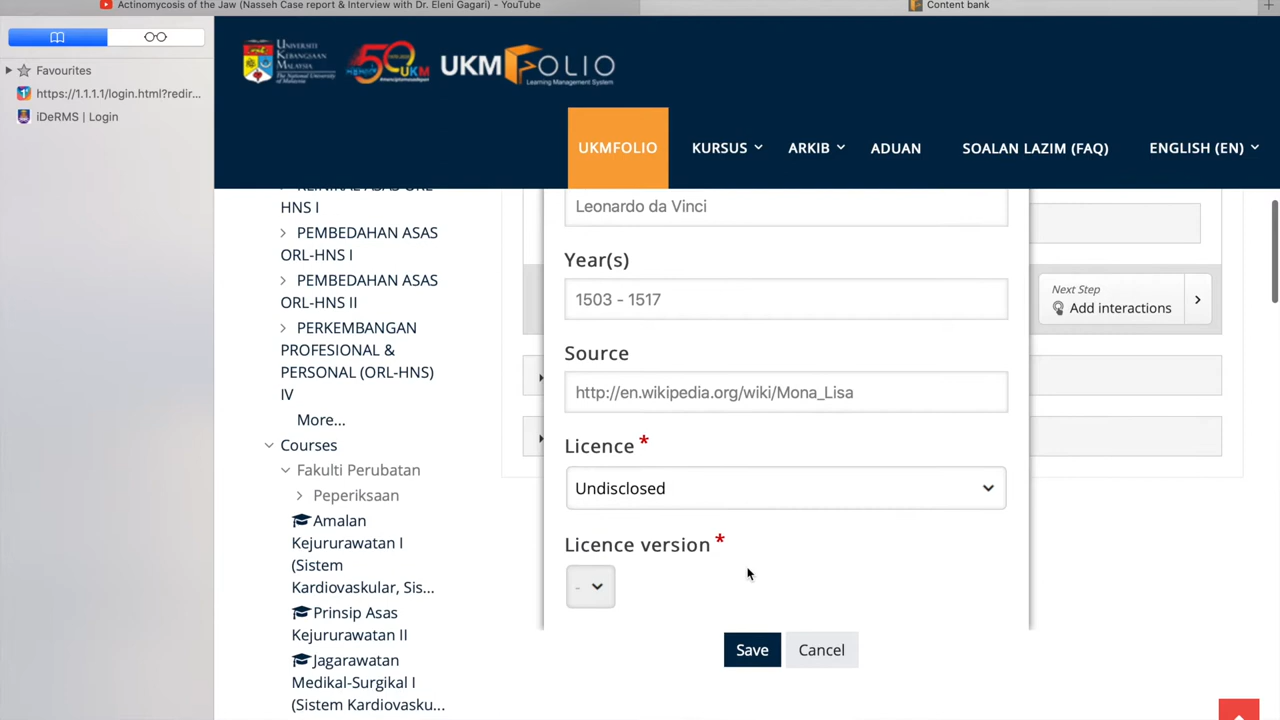 Actinomycosis of the Jaw (Nasseh Case report & Interview with Dr. Eleni Gagari) - YouTube
Content bank
Favourites
https://1.1.1.1/login.html?redir...
iDeRMS | Login
UNIVERSITI
KEBANGSAAN
MALAYSIA
The National University
of Malaysia
50 UKM
UKMFOLIO
Learning Management System
UKMFOLIO
KURSUS
ARKIB
ADUAN
SOALAN LAZIM (FAQ)
ENGLISH (EN)
KLINIKAL ASAS ORL-
HNS I
PEMBEDAHAN ASAS
ORL-HNS I
PEMBEDAHAN ASAS
ORL-HNS II
PERKEMBANGAN
PROFESIONAL &
PERSONAL (ORL-HNS)
IV
More...
Courses
Fakulti Perubatan
Peperiksaan
Amalan
Kejururawatan I
(Sistem
Kardiovaskular, Sis...
Prinsip Asas
Kejururawatan II
Jagarawatan
Medikal-Surgikal I
(Sistem Kardiovasku...
Leonardo da Vinci
Year(s)
1503 - 1517
Source
http://en.wikipedia.org/wiki/Mona_Lisa
Licence *
Undisclosed
Licence version *
-
Save
Cancel
Next Step
Add interactions